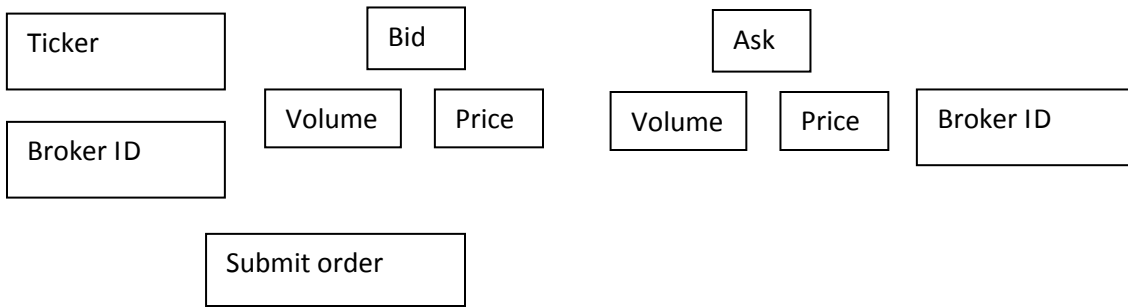 Ticker
Bid
Ask
Volume
Price
Volume
Price
Broker ID
Broker ID
Submit order